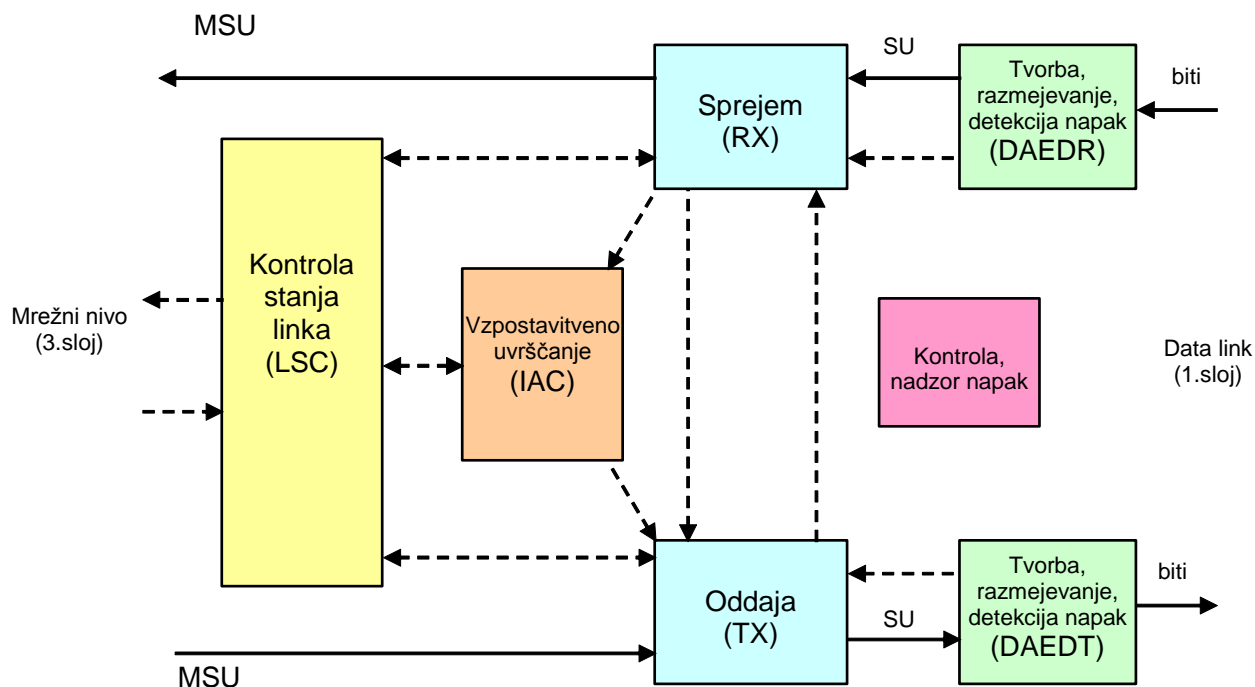 MSU
SU
biti
Tvorba,
razmejevanje,
detekcija napak
(DAEDR)
Sprejem
(RX)
Kontrola
stanja
linka
(LSC)
Mrežni nivo
(3.sloj)
Vzpostavitveno
uvrščanje
(IAC)
Kontrola,
nadzor napak
Data link
(1.sloj)
Oddaja
(TX)
SU
Tvorba,
razmejevanje,
detekcija napak
(DAEDT)
biti
MSU